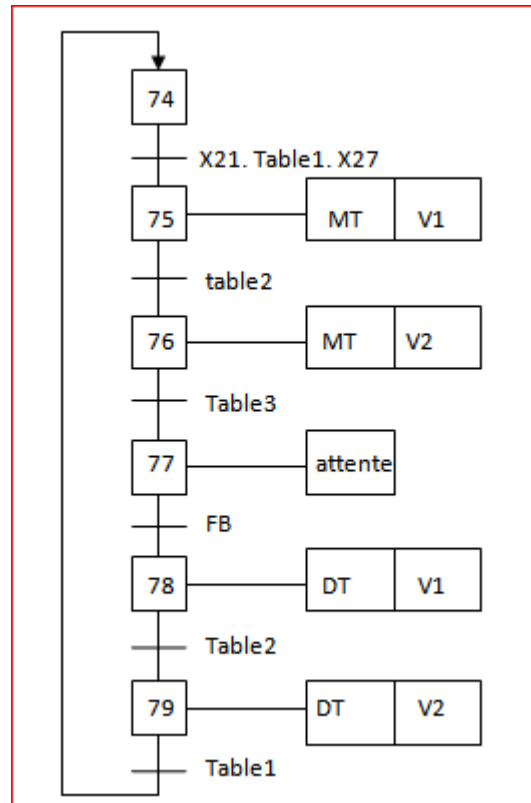 74
X21. Table1. X27
75 MT V1
table2
76 MT V2
Table3
77 attente
FB
78 DT V1
Table2
79 DT V2
Table1